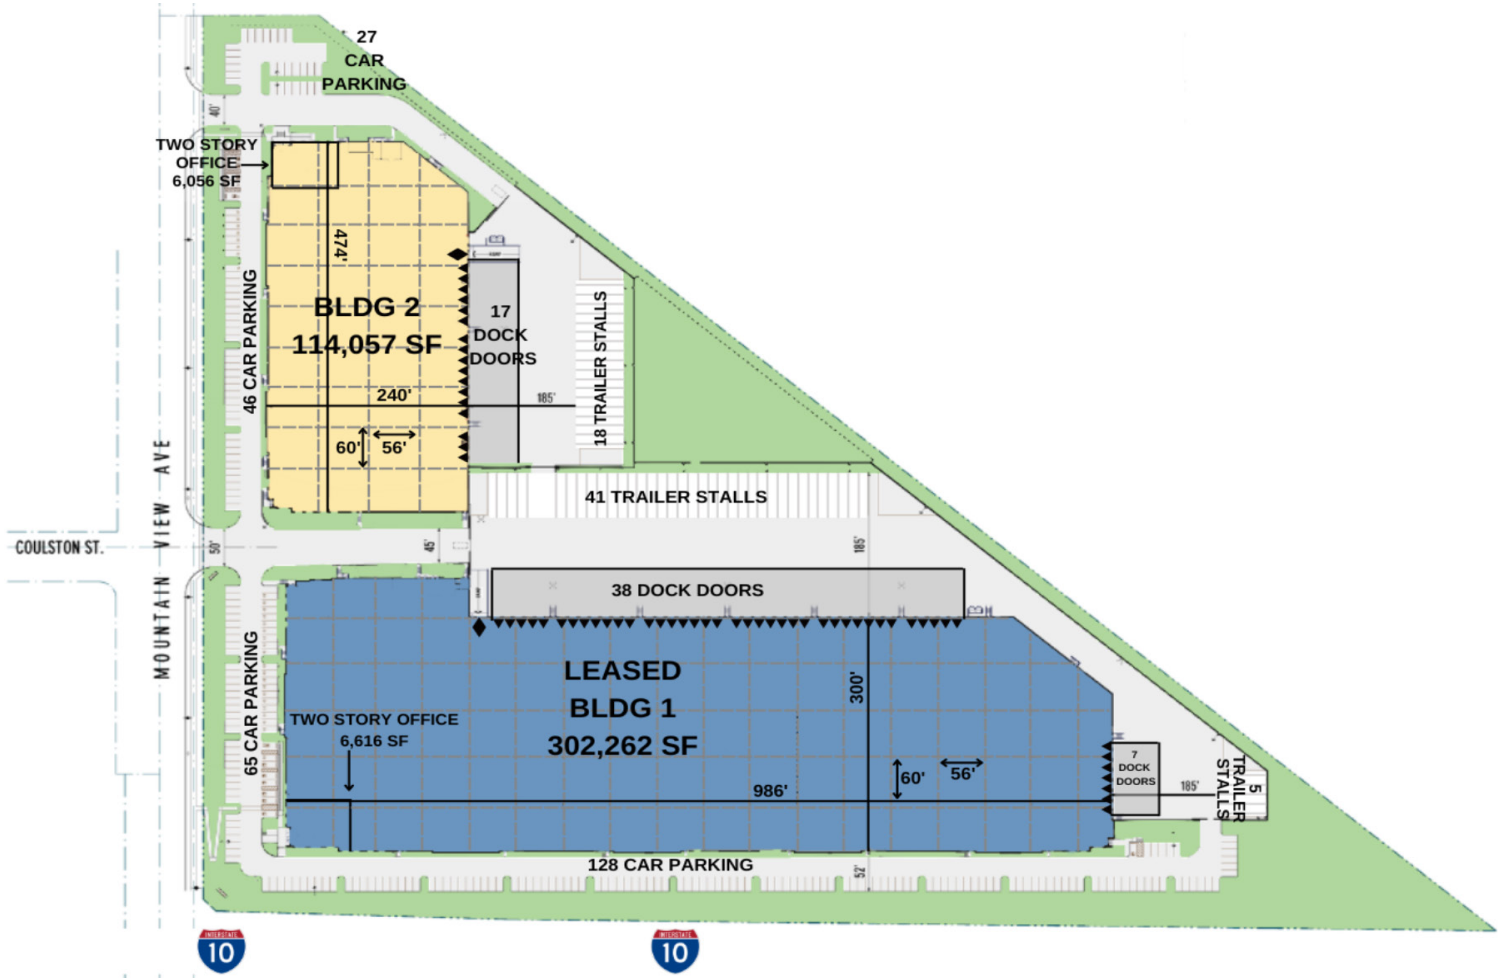 27
CAR
PARKING
40'
TWO STORY
OFFICE
6,056 SF
474'
BLDG 2
114,057 SF
17
DOCK
DOORS
18 TRAILER STALLS
46 CAR PARKING
240'
185'
60'
56'
41 TRAILER STALLS
MOUNTAIN VIEW AVE
COULSTON ST.
50'
45'
185'
38 DOCK DOORS
LEASED
BLDG 1
302,262 SF
300'
65 CAR PARKING
TWO STORY OFFICE
6,616 SF
60'
56'
986'
7
DOCK
DOORS
185'
5
TRAILER
STALLS
128 CAR PARKING
52'
INTERSTATE
10
INTERSTATE
10